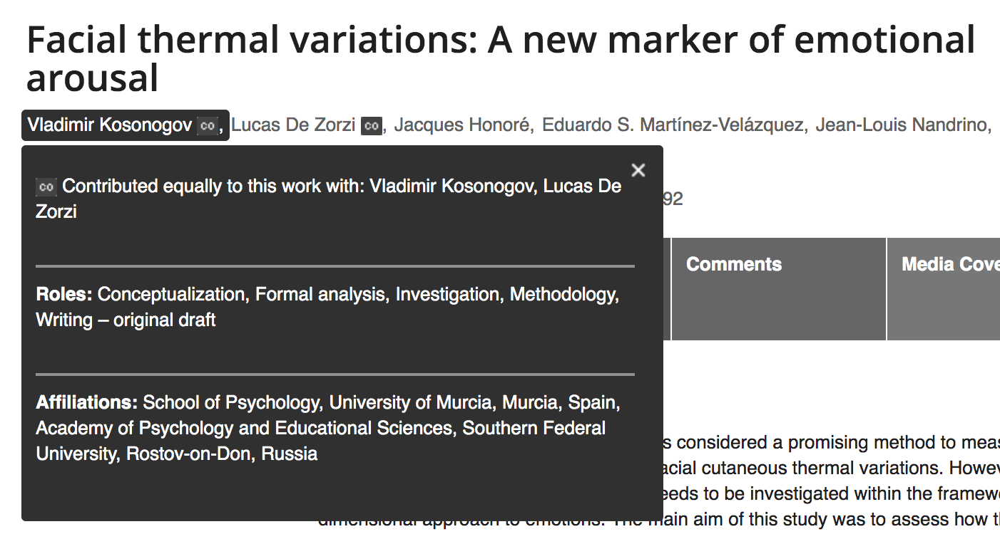 Facial thermal variations: A new marker of emotional
arousal
Vladimir Kosonogov co, Lucas De Zorzi co, Jacques Honoré, Eduardo S. Martínez-Velázquez, Jean-Louis Nandrino,
co Contributed equally to this work with: Vladimir Kosonogov, Lucas De
Zorzi
92
Comments
Media Cove
Roles: Conceptualization, Formal analysis, Investigation, Methodology,
Writing – original draft
Affiliations: School of Psychology, University of Murcia, Murcia, Spain,
Academy of Psychology and Educational Sciences, Southern Federal
University, Rostov-on-Don, Russia
s considered a promising method to meas
acial cutaneous thermal variations. Howev
eeds to be investigated within the framewo
dimensional approach to emotions. The main aim of this study was to assess how th